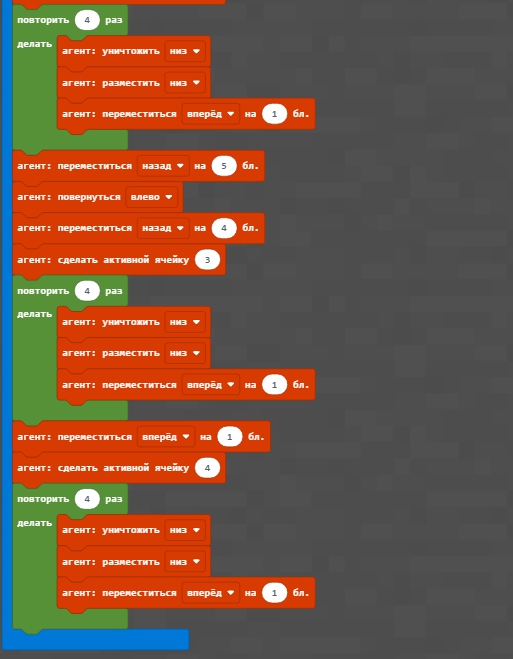 повторить 4 раз
делать
агент: уничтожить низ
агент: разместить низ
агент: переместиться вперёд на 1 бл.
агент: переместиться назад на 5 бл.
агент: повернуться влево
агент: переместиться назад на 4 бл.
агент: сделать активной ячейку 3
повторить 4 раз
делать
агент: уничтожить низ
агент: разместить низ
агент: переместиться вперёд на 1 бл.
агент: переместиться вперёд на 1 бл.
агент: сделать активной ячейку 4
повторить 4 раз
делать
агент: уничтожить низ
агент: разместить низ
агент: переместиться вперёд на 1 бл.